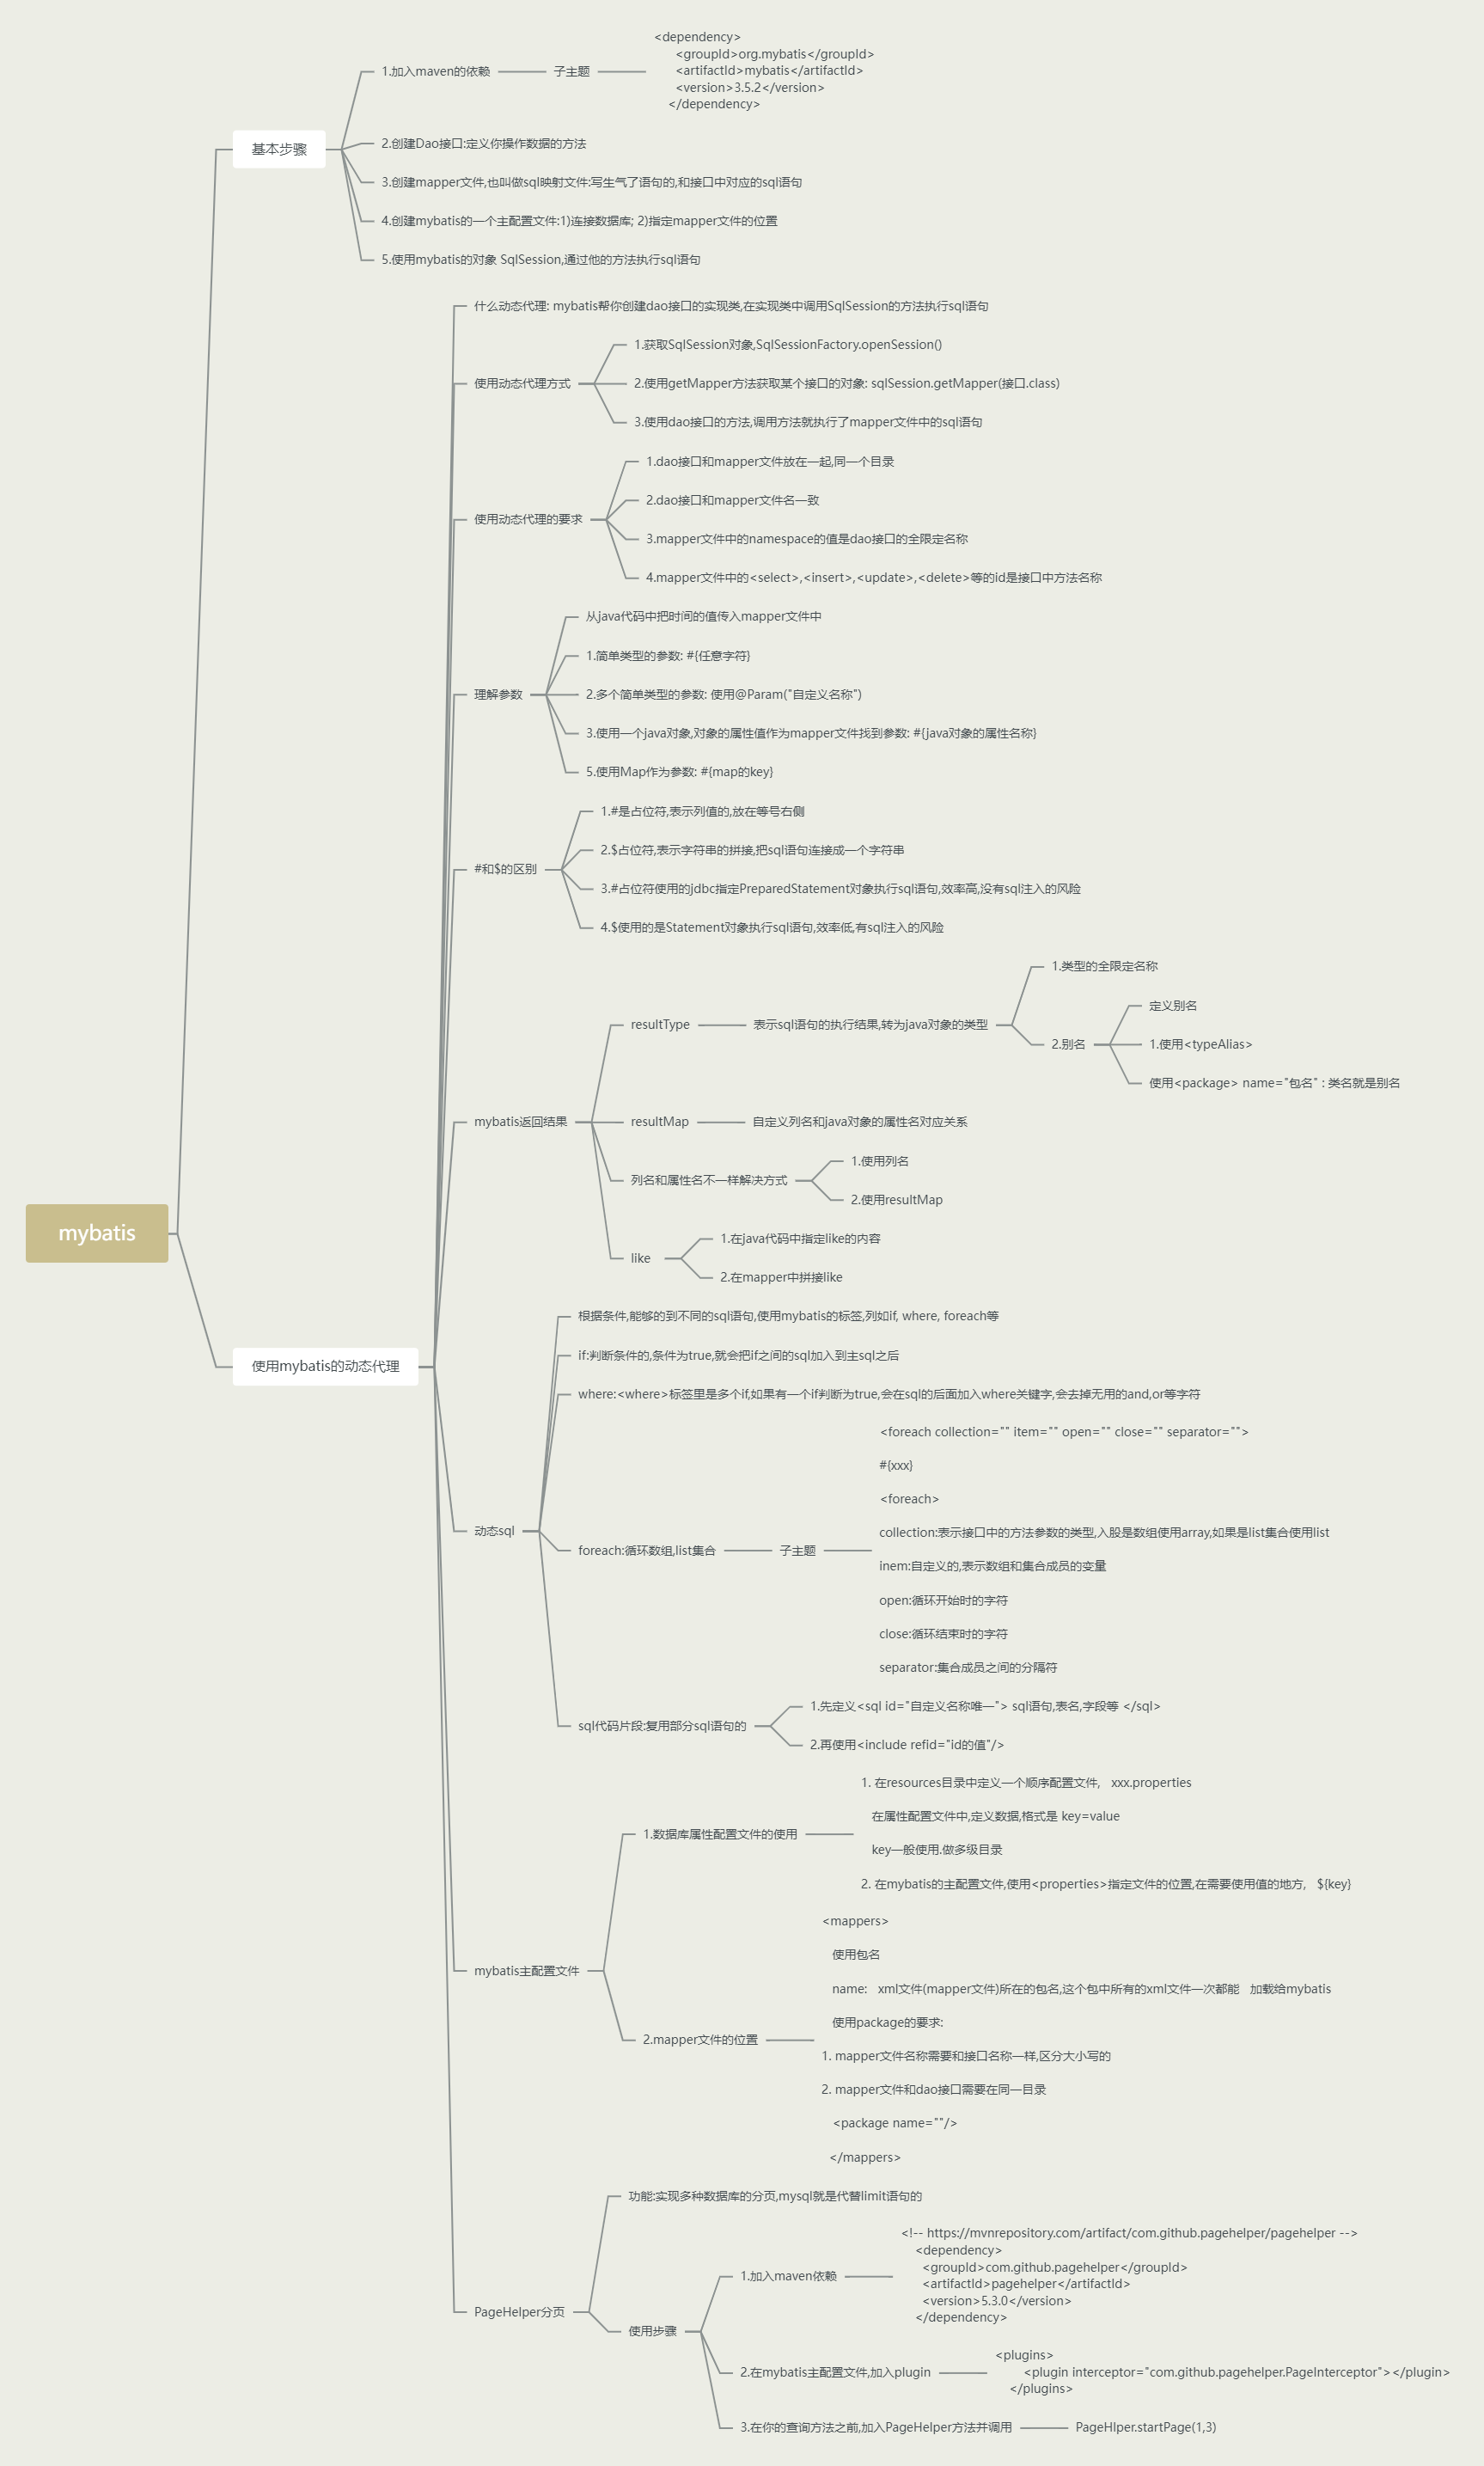 <dependency>
<groupId>org.mybatis</groupId>
<artifactId>mybatis</artifactId>
<version>3.5.2</version>
</dependency>
1.加入maven的依赖
子主题
基本步骤
2.创建Dao接口:定义你操作数据的方法
3.创建mapper文件,也叫做sql映射文件:写生气了语句的,和接口中对应的sql语句
4.创建mybatis的一个主配置文件:1)连接数据库; 2)指定mapper文件的位置
5.使用mybatis的对象 SqlSession,通过他的方法执行sql语句
什么动态代理: mybatis帮你创建dao接口的实现类,在实现类中调用SqlSession的方法执行sql语句
使用动态代理方式
1.获取SqlSession对象,SqlSessionFactory.openSession()
2.使用getMapper方法获取某个接口的对象: sqlSession.getMapper(接口.class)
3.使用dao接口的方法,调用方法就执行了mapper文件中的sql语句
使用动态代理的要求
1.dao接口和mapper文件放在一起,同一个目录
2.dao接口和mapper文件名一致
3.mapper文件中的namespace的值是dao接口的全限定名称
4.mapper文件中的<select>,<insert>,<update>,<delete>等的id是接口中方法名称
理解参数
从java代码中把时间的值传入mapper文件中
1.简单类型的参数: #{任意字符}
2.多个简单类型的参数: 使用@Param("自定义名称")
3.使用一个java对象,对象的属性值作为mapper文件找到参数: #{java对象的属性名称}
5.使用Map作为参数: #{map的key}
#和$的区别
1.#是占位符,表示列值的,放在等号右侧
2.$占位符,表示字符串的拼接,把sql语句连接成一个字符串
3.#占位符使用的jdbc指定PreparedStatement对象执行sql语句,效率高,没有sql注入的风险
4.$使用的是Statement对象执行sql语句,效率低,有sql注入的风险
mybatis返回结果
resultType
表示sql语句的执行结果,转为java对象的类型
1.类型的全限定名称
2.别名
定义别名
1.使用<typeAlias>
使用<package> name="包名" : 类名就是别名
resultMap
自定义列名和java对象的属性名对应关系
列名和属性名不一样解决方式
1.使用列名
2.使用resultMap
like
1.在java代码中指定like的内容
2.在mapper中拼接like
mybatis
使用mybatis的动态代理
动态sql
根据条件,能够的到不同的sql语句,使用mybatis的标签,列如if, where, foreach等
if:判断条件的,条件为true,就会把if之间的sql加入到主sql之后
where:<where>标签里是多个if,如果有一个if判断为true,会在sql的后面加入where关键字,会去掉无用的and,or等字符
foreach:循环数组,list集合
子主题
<foreach collection="" item="" open="" close="" separator="">
#{xxx}
<foreach>
collection:表示接口中的方法参数的类型,入股是数组使用array,如果是list集合使用list
inem:自定义的,表示数组和集合成员的变量
open:循环开始时的字符
close:循环结束时的字符
separator:集合成员之间的分隔符
sql代码片段:复用部分sql语句的
1.先定义<sql id="自定义名称唯一"> sql语句,表名,字段等 </sql>
2.再使用<include refid="id的值"/>
mybatis主配置文件
1.数据库属性配置文件的使用
1. 在resources目录中定义一个顺序配置文件, xxx.properties
在属性配置文件中,定义数据,格式是 key=value
key一般使用.做多级目录
2. 在mybatis的主配置文件,使用<properties>指定文件的位置,在需要使用值的地方, ${key}
2.mapper文件的位置
<mappers>
使用包名
name: xml文件(mapper文件)所在的包名,这个包中所有的xml文件一次都能 加载给mybatis
使用package的要求:
1. mapper文件名称需要和接口名称一样,区分大小写的
2. mapper文件和dao接口需要在同一目录
<package name=""/>
</mappers>
PageHelper分页
功能:实现多种数据库的分页,mysql就是代替limit语句的
使用步骤
1.加入maven依赖
<!-- https://mvnrepository.com/artifact/com.github.pagehelper/pagehelper -->
<dependency>
<groupId>com.github.pagehelper</groupId>
<artifactId>pagehelper</artifactId>
<version>5.3.0</version>
</dependency>
2.在mybatis主配置文件,加入plugin
<plugins>
<plugin interceptor="com.github.pagehelper.PageInterceptor"></plugin>
</plugins>
3.在你的查询方法之前,加入PageHelper方法并调用
PageHlper.startPage(1,3)